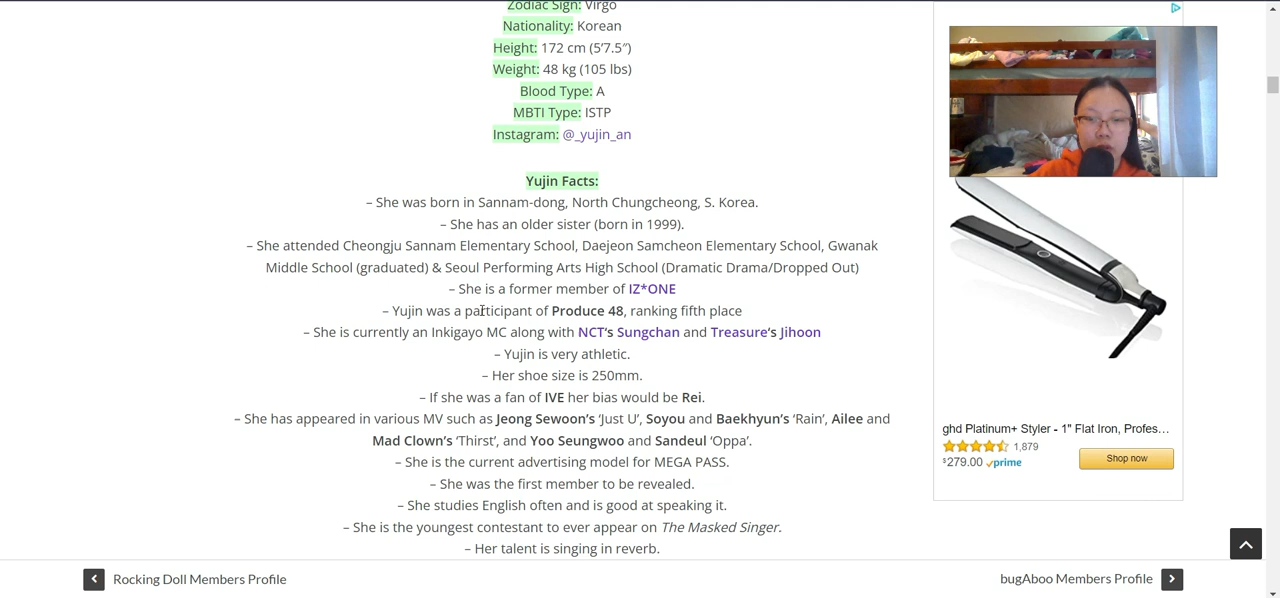 Zodiac Sign: Virgo
Nationality: Korean
Height: 172 cm (5’7.5″)
Weight: 48 kg (105 lbs)
Blood Type: A
MBTI Type: ISTP
Instagram: @_yujin_an
Yujin Facts:
– She was born in Sannam-dong, North Chungcheong, S. Korea.
– She has an older sister (born in 1999).
– She attended Cheongju Sannam Elementary School, Daejeon Samcheon Elementary School, Gwanak
Middle School (graduated) & Seoul Performing Arts High School (Dramatic Drama/Dropped Out)
– She is a former member of IZ*ONE
– Yujin was a participant of Produce 48, ranking fifth place
– She is currently an Inkigayo MC along with NCT‘s Sungchan and Treasure‘s Jihoon
– Yujin is very athletic.
– Her shoe size is 250mm.
– If she was a fan of IVE her bias would be Rei.
– She has appeared in various MV such as Jeong Sewoon’s ‘Just U’, Soyou and Baekhyun’s ‘Rain’, Ailee and
Mad Clown’s ‘Thirst’, and Yoo Seungwoo and Sandeul ‘Oppa’.
– She is the current advertising model for MEGA PASS.
– She was the first member to be revealed.
– She studies English often and is good at speaking it.
– She is the youngest contestant to ever appear on The Masked Singer.
– Her talent is singing in reverb.
ghd Platinum+ Styler - 1" Flat Iron, Profes...
1,879
$279.00 prime
Shop now
Rocking Doll Members Profile
bugAboo Members Profile